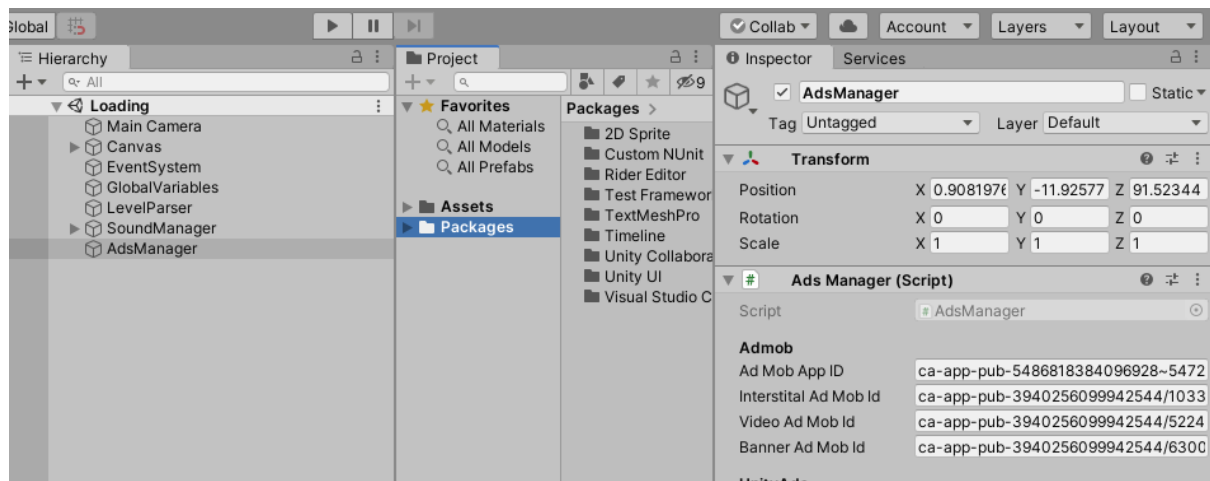 Global
Collab
Account
Layers
Layout
Hierarchy
All
Loading
Main Camera
Canvas
EventSystem
GlobalVariables
LevelParser
SoundManager
AdsManager
Project
9
Favorites
All Materials
All Models
All Prefabs
Assets
Packages
Packages >
2D Sprite
Custom NUnit
Rider Editor
Test Framewor
TextMeshPro
Timeline
Unity Collabora
Unity UI
Visual Studio C
Inspector Services
AdsManager Static
Tag Untagged Layer Default
Transform
Position X 0.9081976 Y -11.92577 Z 91.52344
Rotation X 0 Y 0 Z 0
Scale X 1 Y 1 Z 1
# Ads Manager (Script)
Script # AdsManager
Admob
Ad Mob App ID ca-app-pub-5486818384096928~5472
Interstital Ad Mob Id ca-app-pub-3940256099942544/1033
Video Ad Mob Id ca-app-pub-3940256099942544/5224
Banner Ad Mob Id ca-app-pub-3940256099942544/6300